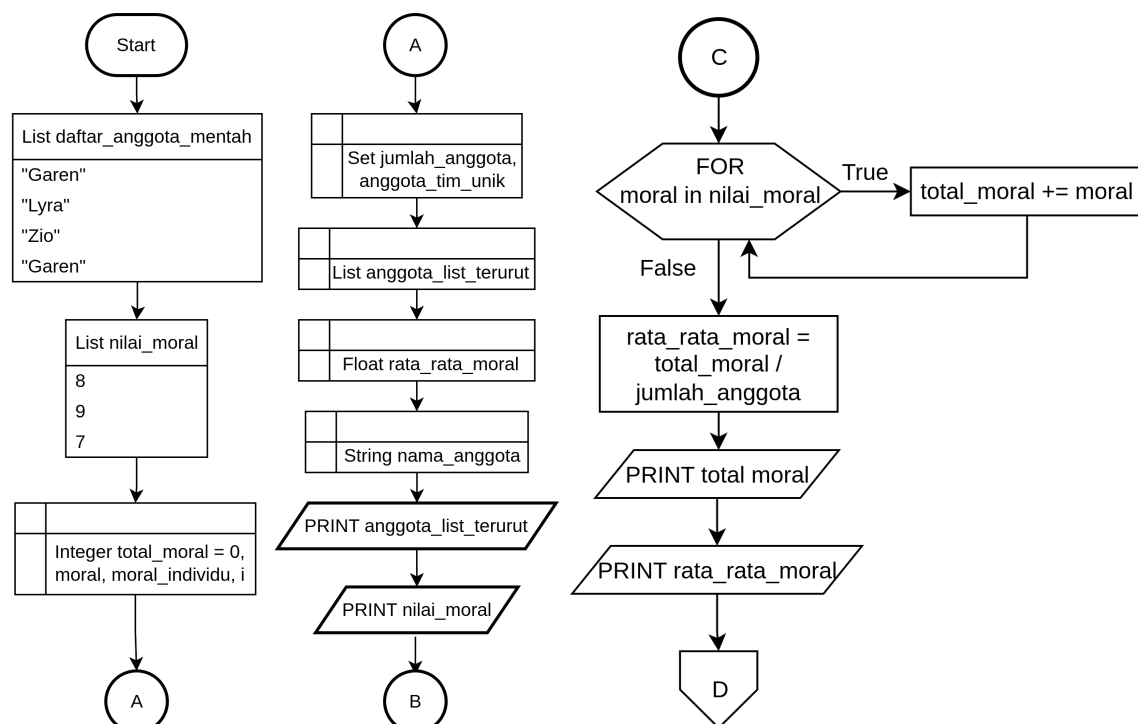 Start
List daftar_anggota_mentah
"Garen"
"Lyra"
"Zio"
"Garen"
List nilai_moral
8
9
7
Integer total_moral = 0,
moral, moral_individu, i
A
A
Set jumlah_anggota,
anggota_tim_unik
List anggota_list_terurut
Float rata_rata_moral
String nama_anggota
PRINT anggota_list_terurut
PRINT nilai_moral
B
C
FOR
moral in nilai_moral
True
total_moral += moral
False
rata_rata_moral =
total_moral /
jumlah_anggota
PRINT total moral
PRINT rata_rata_moral
D